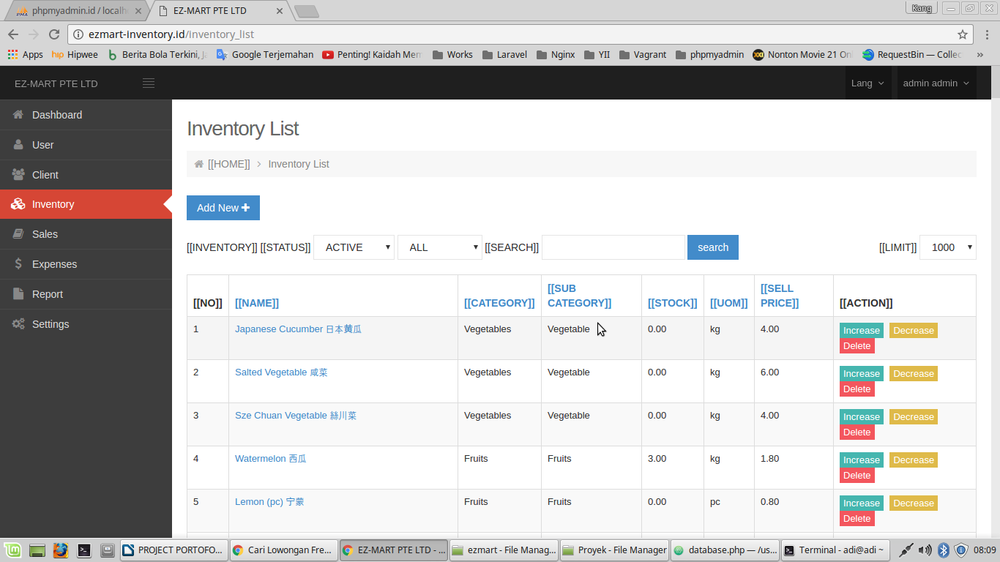 phpmyadmin.id / localh
EZ-MART PTE LTD
Kang
ezmart-inventory.id/inventory_list
Apps
Hipwee
Berita Bola Terkini, J
Google Terjemahan
Penting! Kaidah Men
Works
Laravel
Nginx
YII
Vagrant
phpmyadmin
Nonton Movie 21 On
RequestBin — Collec
EZ-MART PTE LTD
Lang
admin admin
Dashboard
User
Client
Inventory
Sales
Expenses
Report
Settings
Inventory List
[[HOME]] > Inventory List
Add New +
[[INVENTORY]] [[STATUS]] ACTIVE ALL [[SEARCH]] search [[LIMIT]] 1000
[[NO]] [[NAME]] [[CATEGORY]] [[SUB CATEGORY]] [[STOCK]] [[UOM]] [[SELL PRICE]] [[ACTION]]
1 Japanese Cucumber 日本黄瓜 Vegetables Vegetable 0.00 kg 4.00 Increase Decrease
Delete
2 Salted Vegetable 咸菜 Vegetables Vegetable 0.00 kg 6.00 Increase Decrease
Delete
3 Sze Chuan Vegetable 絲川菜 Vegetables Vegetable 0.00 kg 4.00 Increase Decrease
Delete
4 Watermelon 西瓜 Fruits Fruits 3.00 kg 1.80 Increase Decrease
Delete
5 Lemon (pc) 宁蒙 Fruits Fruits 0.00 pc 0.80 Increase Decrease
Delete
PROJECT PORTOFO...
Cari Lowongan Fre...
EZ-MART PTE LTD - ...
ezmart - File Manag...
Proyek - File Manager
database.php — /us...
Terminal - adi@adi ~
08:09